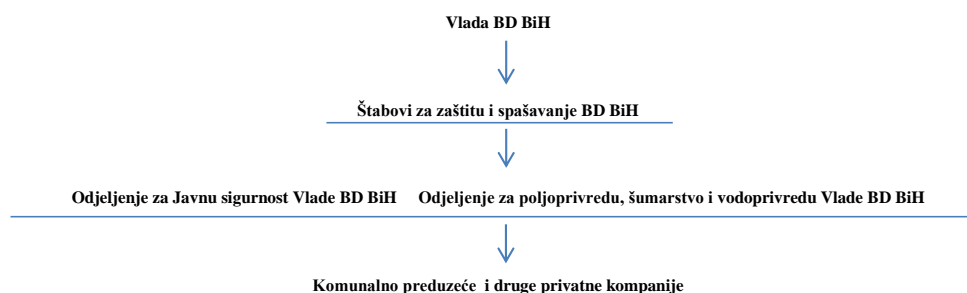 Vlada BD BiH
Štabovi za zaštitu i spašavanje BD BiH
Odjeljenje za Javnu sigurnost Vlade BD BiH Odjeljenje za poljoprivredu, šumarstvo i vodoprivredu Vlade BD BiH
Komunalno preduzeće i druge privatne kompanije